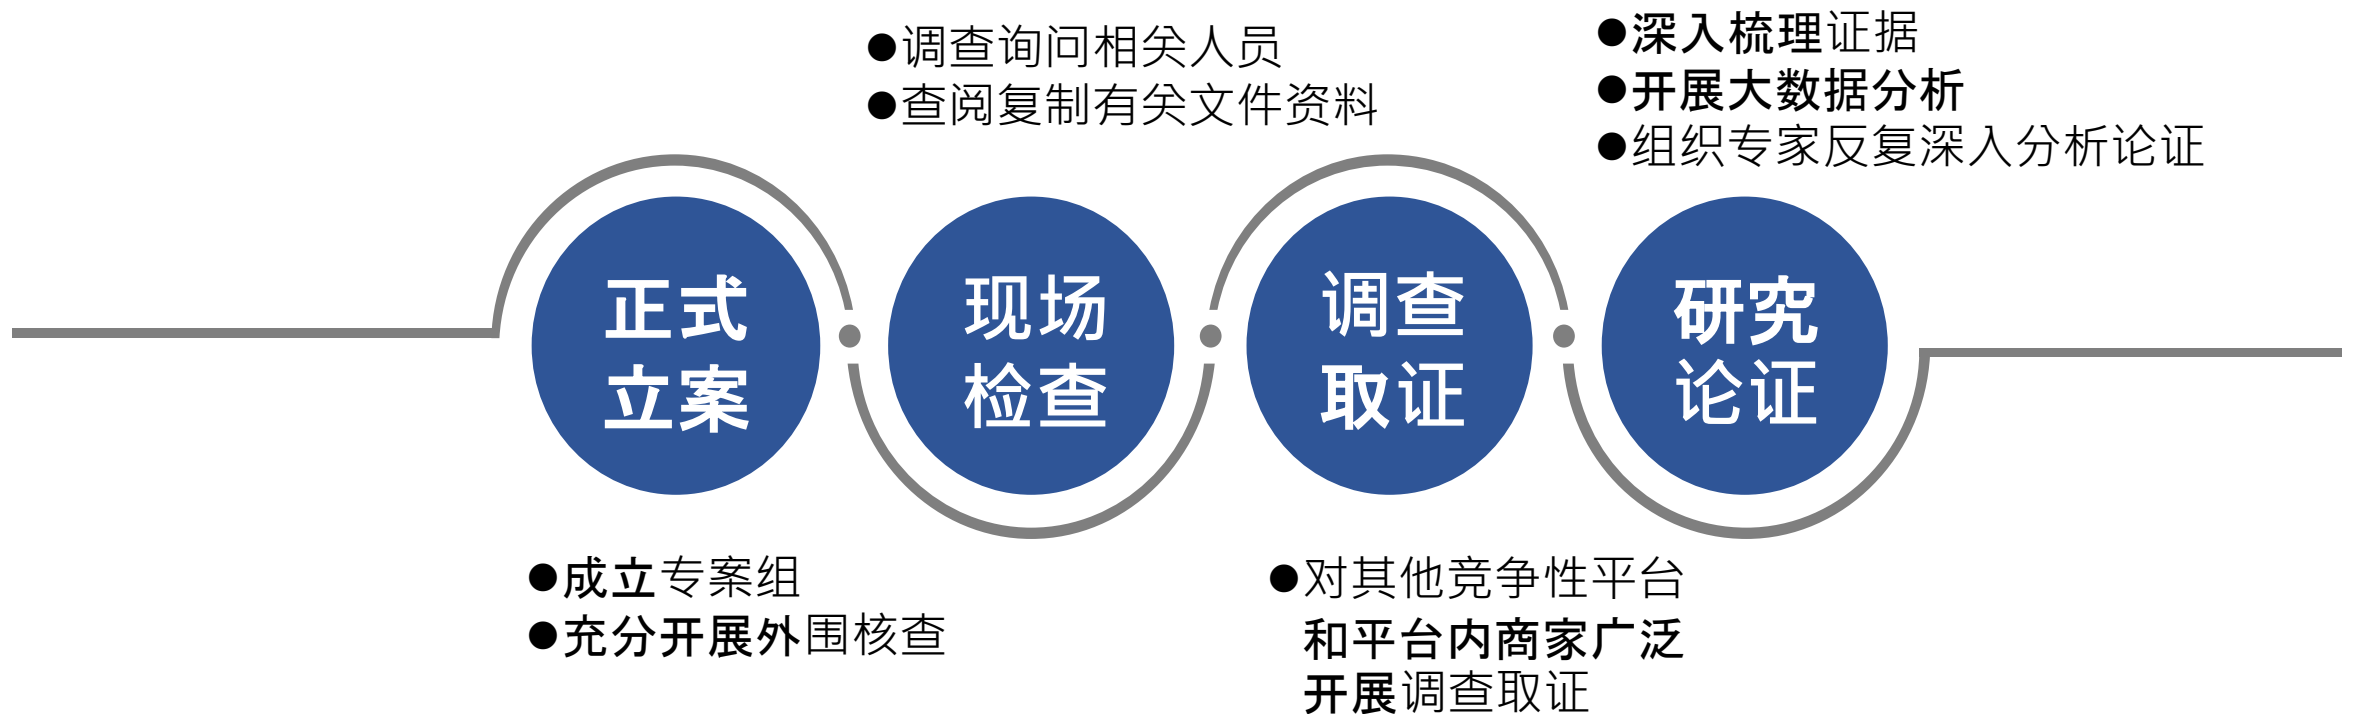 正式
立案
●成立专案组
●充分开展外围核查
●调查询问相关人员
●查阅复制有关文件资料
现场
检查
调查
取证
●对其他竞争性平台
和平台内商家广泛
开展调查取证
●深入梳理证据
●开展大数据分析
●组织专家反复深入分析论证
研究
论证